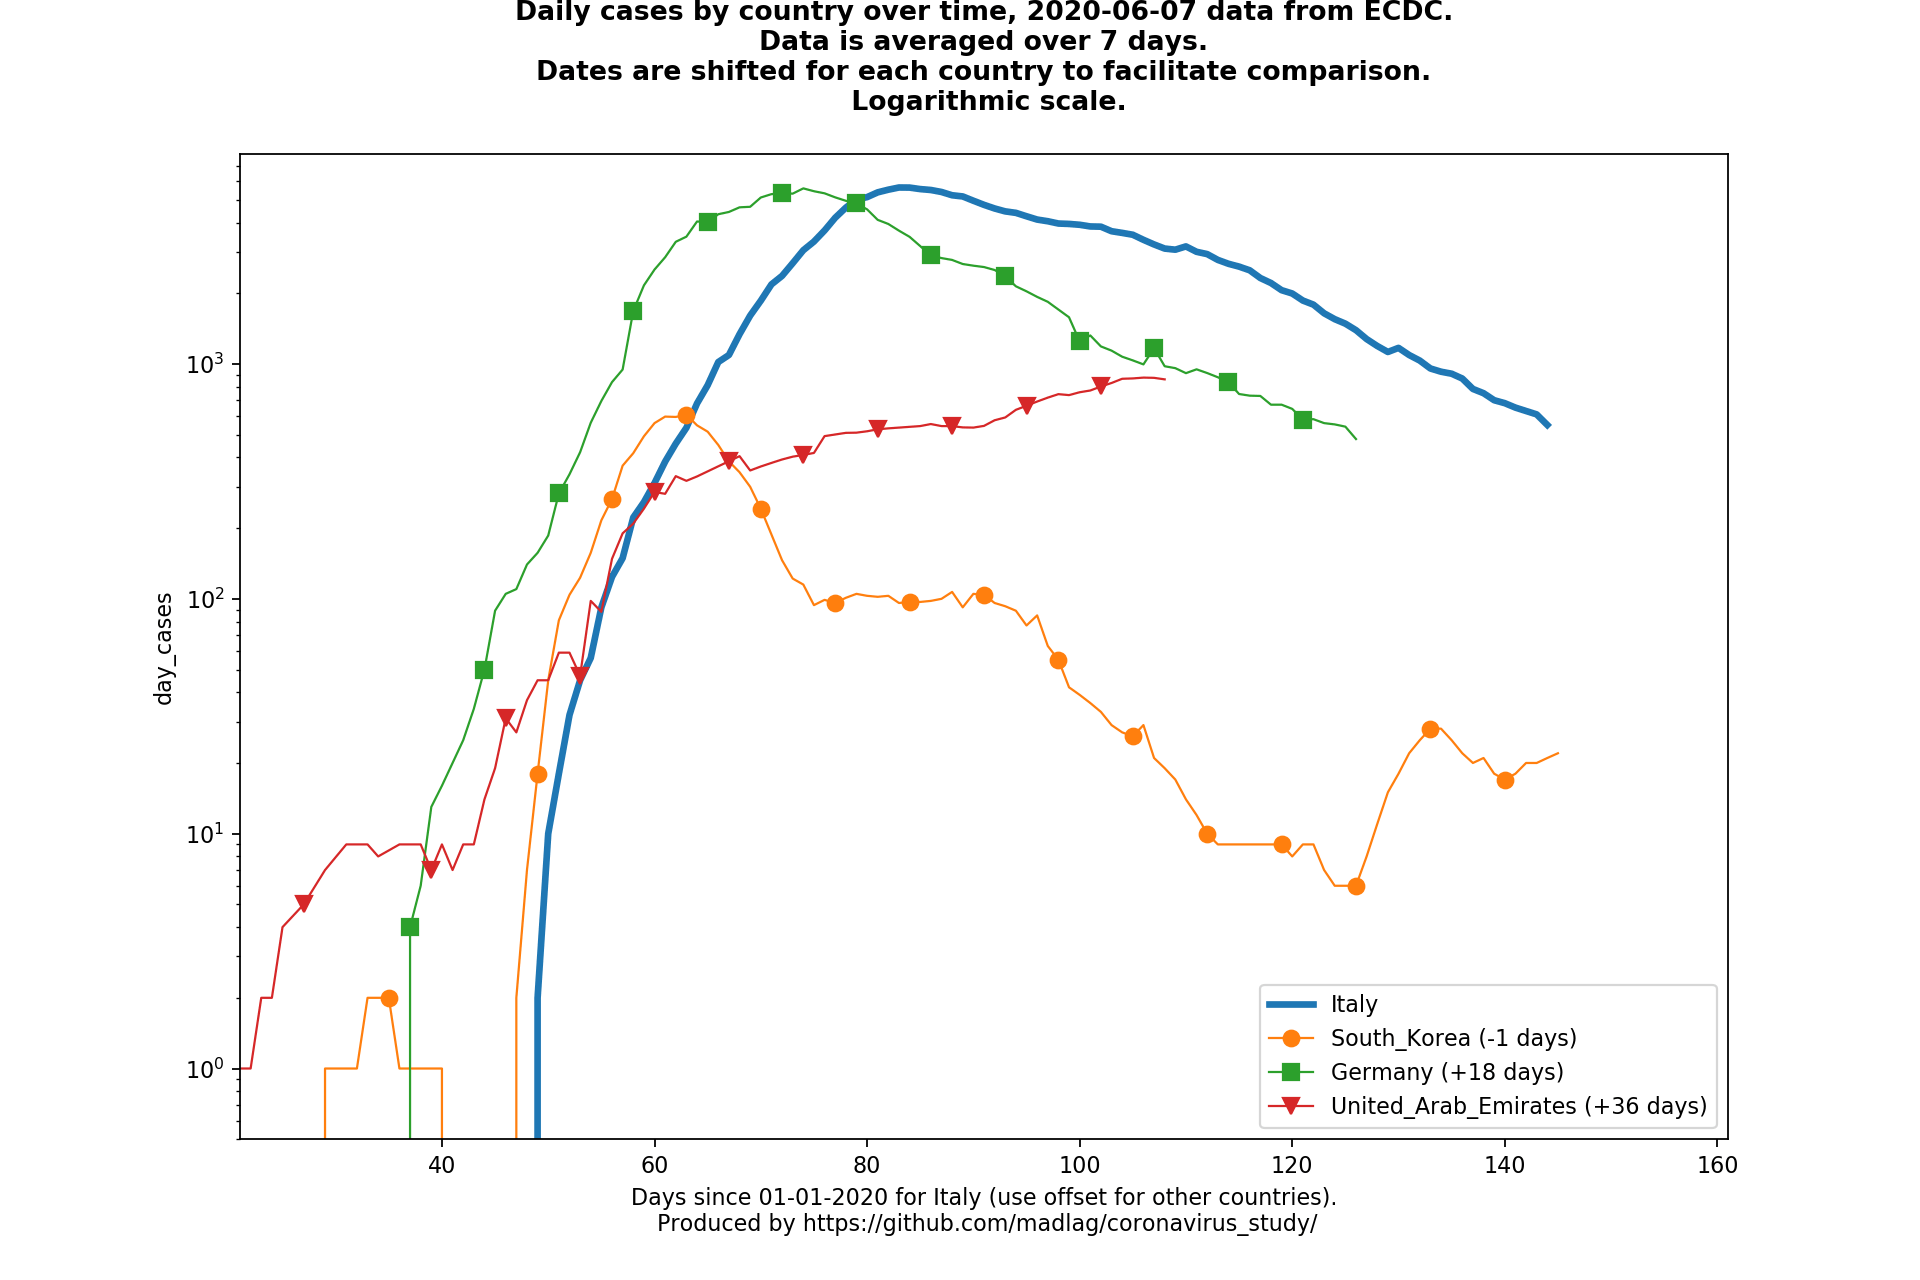 Daily cases by country over time, 2020-06-07 data from ECDC.
Data is averaged over 7 days.
Dates are shifted for each country to facilitate comparison.
Logarithmic scale.
day_cases
10³
10²
10¹
10⁰
40 60 80 100 120 140 160
Italy
South_Korea (-1 days)
Germany (+18 days)
United_Arab_Emirates (+36 days)
Days since 01-01-2020 for Italy (use offset for other countries).
Produced by https://github.com/madlag/coronavirus_study/